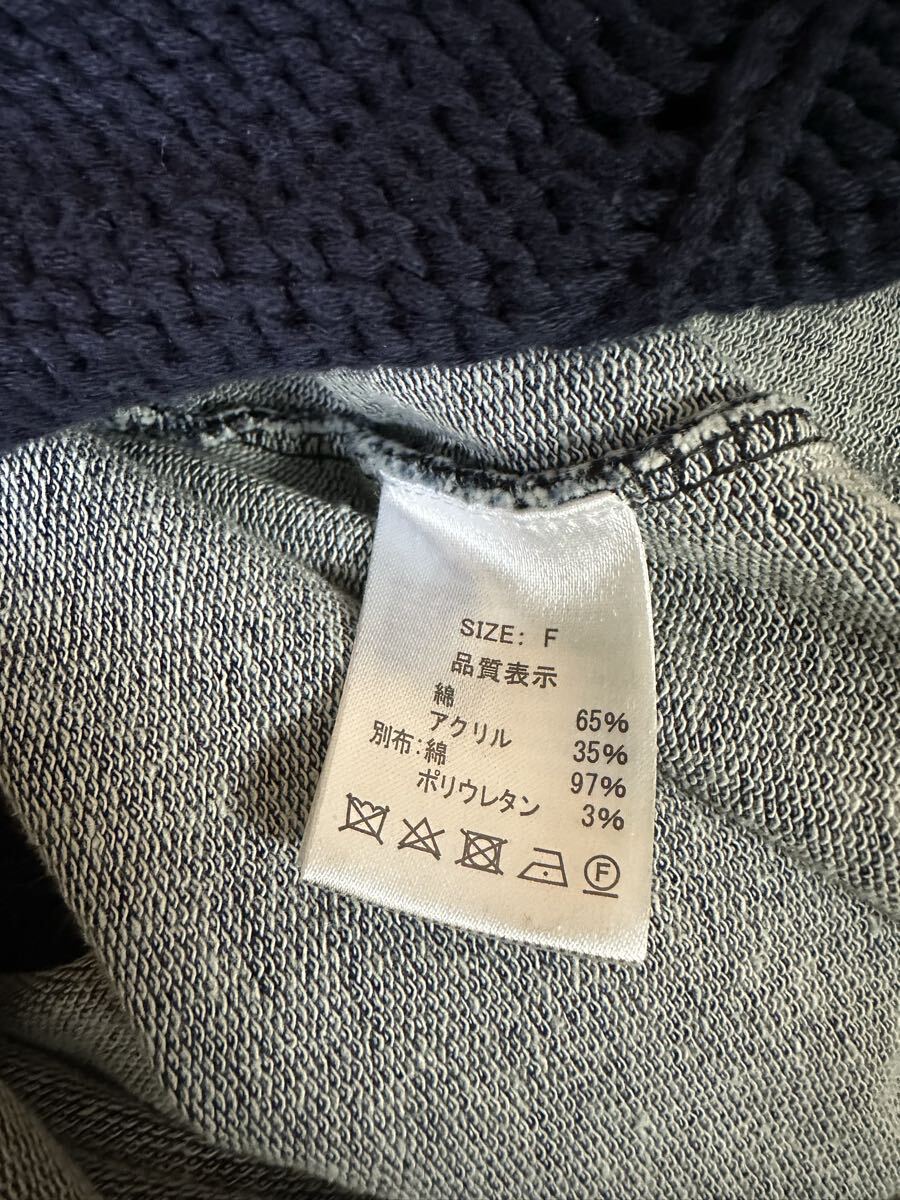 SIZE: F
品質表示
綿 65%
アクリル 35%
別布:綿 97%
ポリウレタン 3%
F